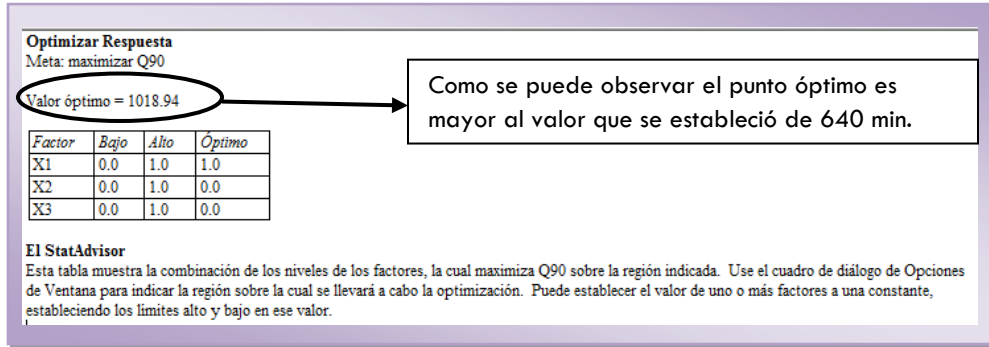 Optimizar Respuesta
Meta: maximizar Q90
Valor óptimo = 1018.94
Como se puede observar el punto óptimo es
mayor al valor que se estableció de 640 min.
Factor Bajo Alto Óptimo
X1 0.0 1.0 1.0
X2 0.0 1.0 0.0
X3 0.0 1.0 0.0
El StatAdvisor
Esta tabla muestra la combinación de los niveles de los factores, la cual maximiza Q90 sobre la región indicada. Use el cuadro de diálogo de Opciones
de Ventana para indicar la región sobre la cual se llevará a cabo la optimización. Puede establecer el valor de uno o más factores a una constante,
estableciendo los limites alto y bajo en ese valor.